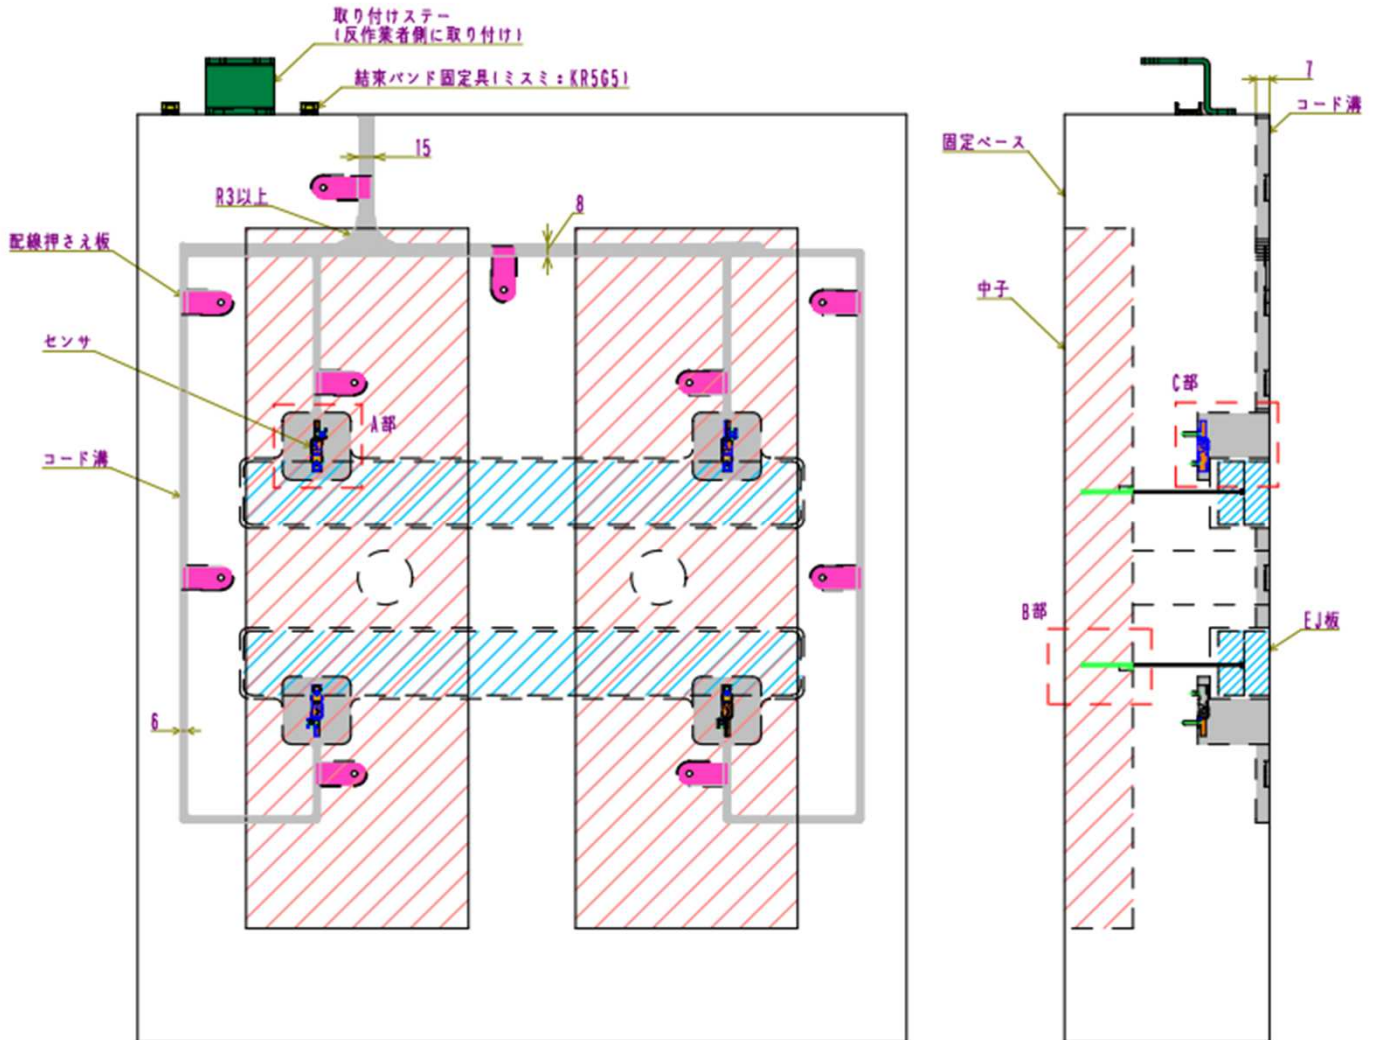 取り付けステー
(反作業者側に取り付け)
結束バンド固定具(ミスミ:KR5G5)
7
コード溝
固定ベース
15
R3以上
8
配線押さえ板
中子
センサ
C部
A部
コード溝
B部
EJ板
6